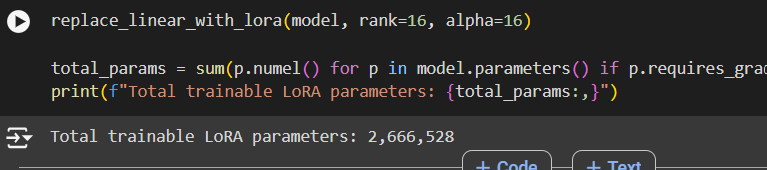 replace_linear_with_lora(model, rank=16, alpha=16)
total_params = sum(p.numel() for p in model.parameters() if p.requires_grad
print(f"Total trainable LoRA parameters: {total_params:,}")
Total trainable LoRA parameters: 2,666,528
+ Code + Text